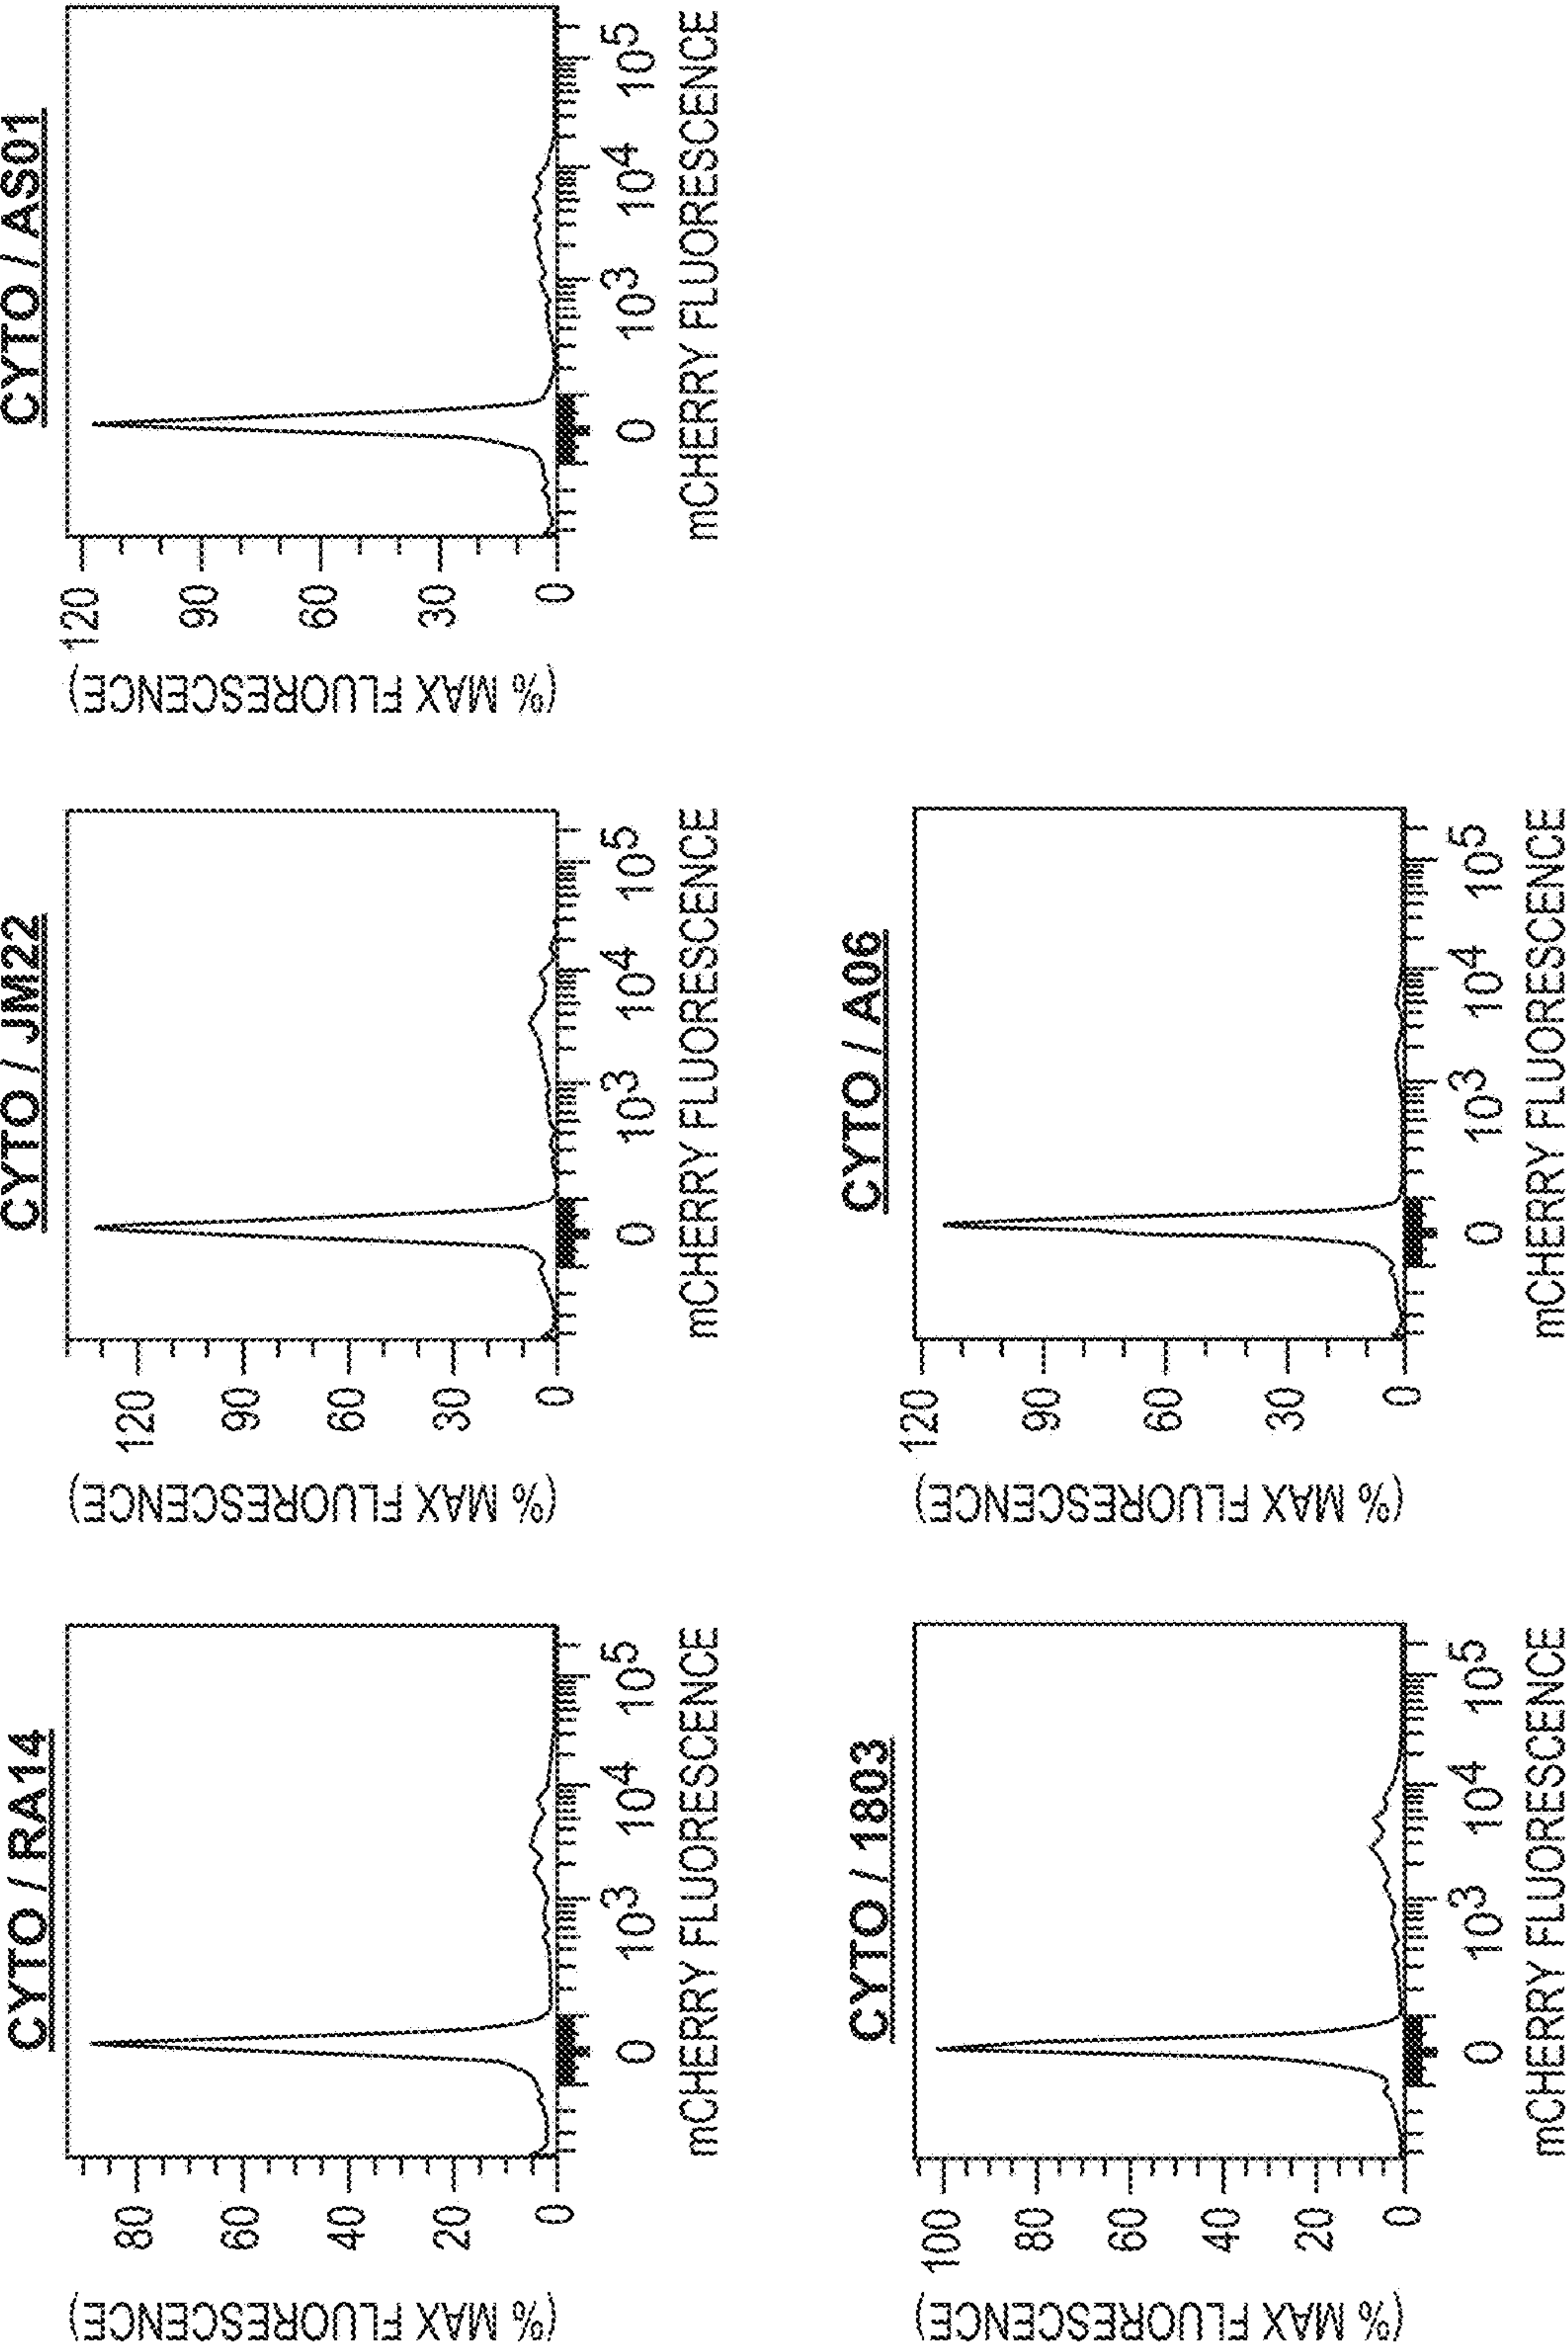 CYTO / RA14
(% MAX FLUORESCENCE)
80
60
40
20
0
0 10³ 10⁴ 10⁵
mCHERRY FLUORESCENCE
CYTO / JM22
(% MAX FLUORESCENCE)
120
90
60
30
0
0 10³ 10⁴ 10⁵
mCHERRY FLUORESCENCE
CYTO / AS01
(% MAX FLUORESCENCE)
120
90
60
30
0
0 10³ 10⁴ 10⁵
mCHERRY FLUORESCENCE
CYTO / 1803
(% MAX FLUORESCENCE)
100
80
60
40
20
0
0 10³ 10⁴ 10⁵
mCHERRY FLUORESCENCE
CYTO / A06
(% MAX FLUORESCENCE)
120
90
60
30
0
0 10³ 10⁴ 10⁵
mCHERRY FLUORESCENCE